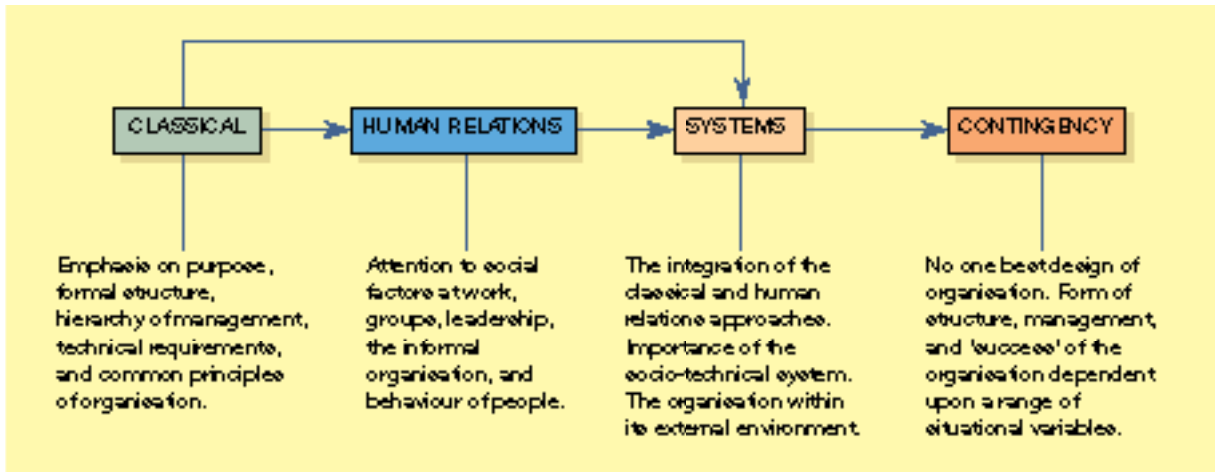 CLASSICAL
HUMAN RELATIONS
SYSTEMS
CONTINGENCY
Emphasis on purpose,
formal structure,
hierarchy of management,
technical requirements,
and common principles
of organisation.
Attention to social
factors at work,
groups, leadership,
the informal
organisation, and
behaviour of people.
The integration of the
classical and human
relations approaches.
Importance of the
socio-technical system.
The organisation within
its external environment.
No one best design of
organisation. Form of
structure, management,
and 'success' of the
organisation dependent
upon a range of
situational variables.